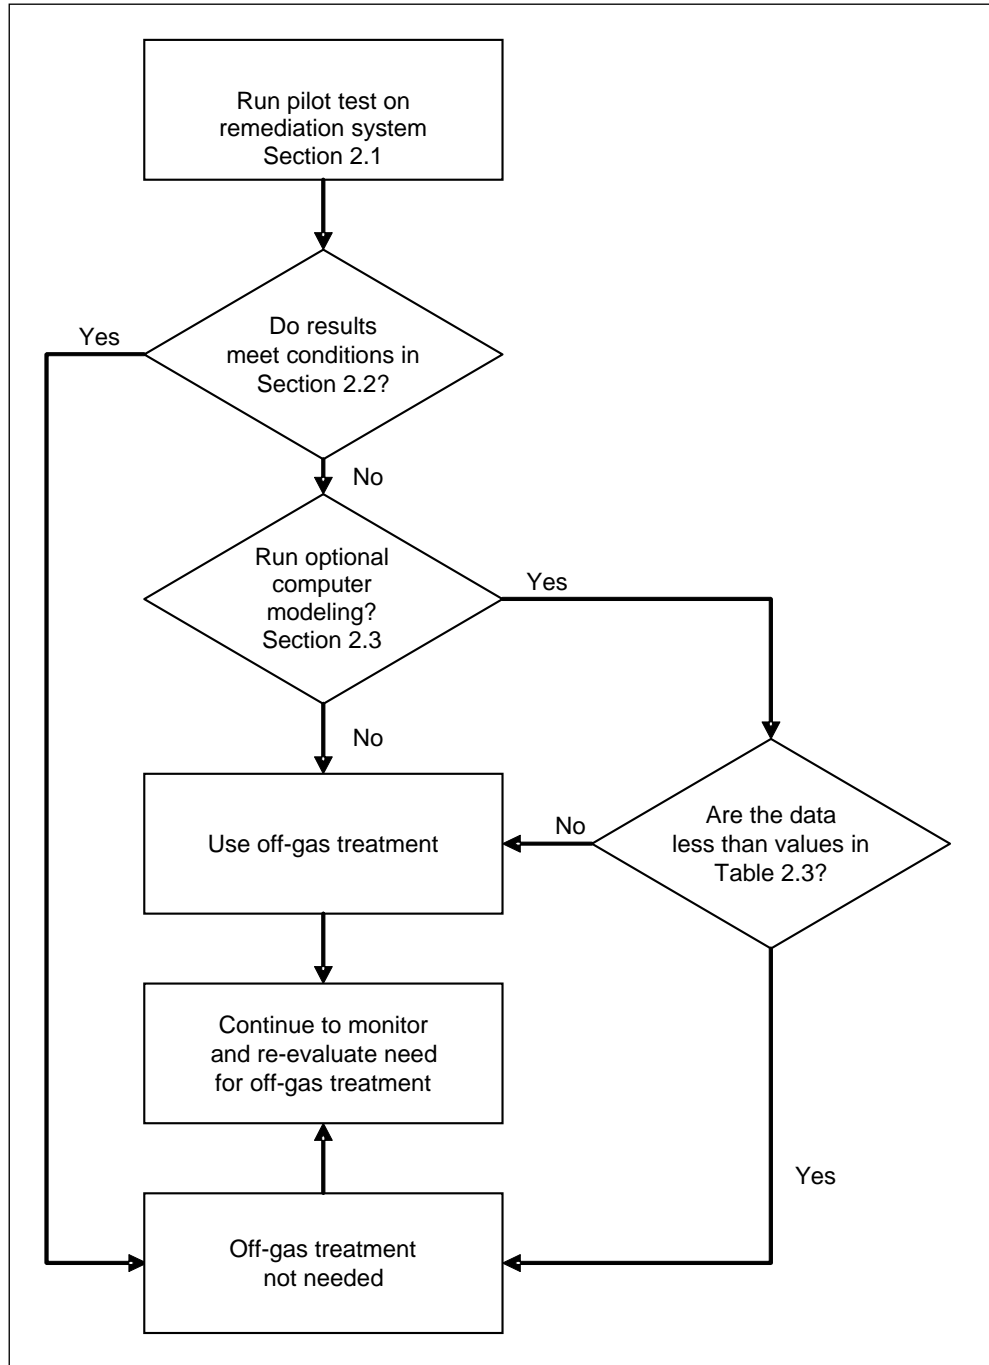 Run pilot test on
remediation system
Section 2.1
Yes
Do results
meet conditions in
Section 2.2?
No
Run optional
computer
modeling?
Section 2.3
Yes
No
Use off-gas treatment
No
Are the data
less than values in
Table 2.3?
Continue to monitor
and re-evaluate need
for off-gas treatment
Yes
Off-gas treatment
not needed